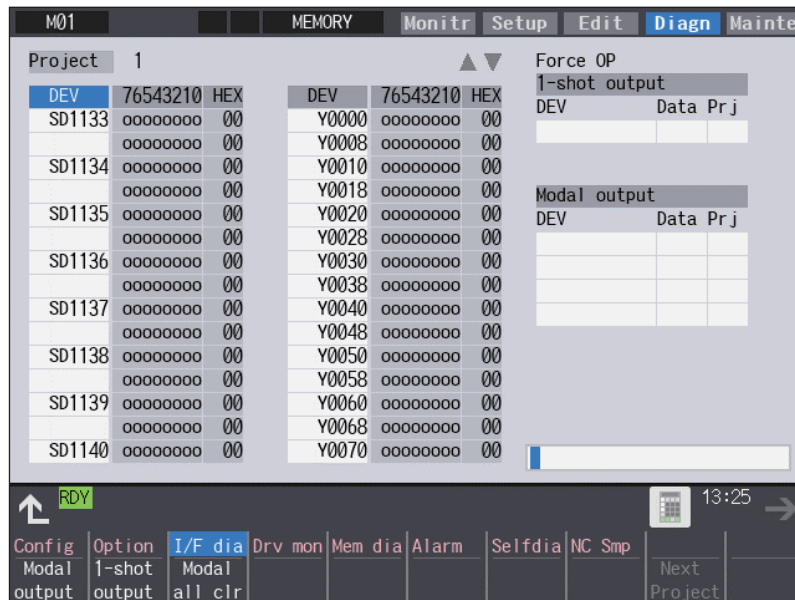 M01 MEMORY Monitr Setup Edit Diagn Mainte
Project 1
DEV 76543210 HEX
SD1133 oooooooo 00
oooooooo 00
SD1134 oooooooo 00
oooooooo 00
SD1135 oooooooo 00
oooooooo 00
SD1136 oooooooo 00
oooooooo 00
SD1137 oooooooo 00
oooooooo 00
SD1138 oooooooo 00
oooooooo 00
SD1139 oooooooo 00
oooooooo 00
SD1140 oooooooo 00
DEV 76543210 HEX
Y0000 oooooooo 00
Y0008 oooooooo 00
Y0010 oooooooo 00
Y0018 oooooooo 00
Y0020 oooooooo 00
Y0028 oooooooo 00
Y0030 oooooooo 00
Y0038 oooooooo 00
Y0040 oooooooo 00
Y0048 oooooooo 00
Y0050 oooooooo 00
Y0058 oooooooo 00
Y0060 oooooooo 00
Y0068 oooooooo 00
Y0070 oooooooo 00
Force OP
1-shot output
DEV Data Prj
Modal output
DEV Data Prj
RDY 13:25
Config Option I/F dia Drv mon Mem dia Alarm Selfdia NC Smp
Modal 1-shot Modal Next
output output all clr Project